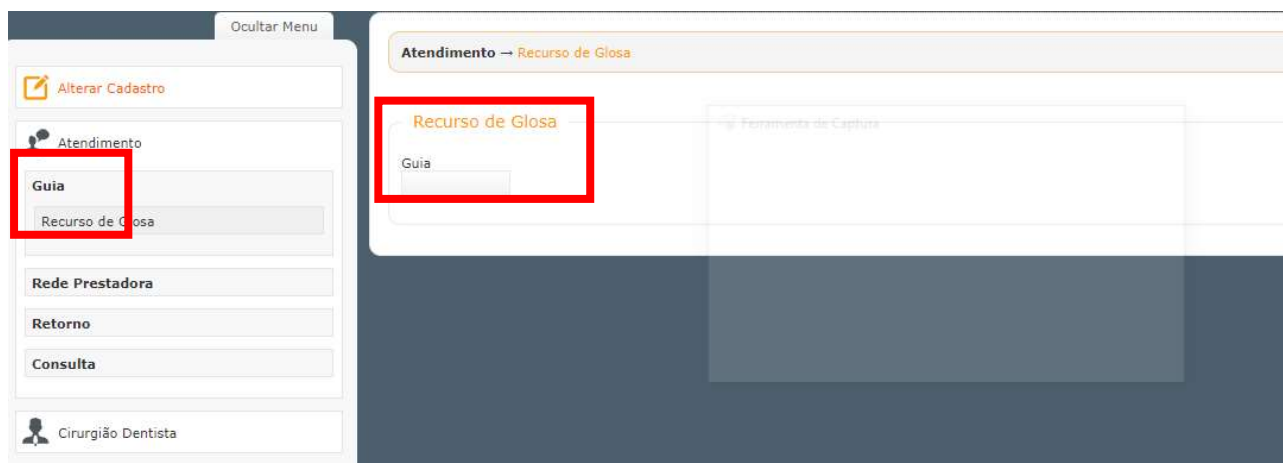 Ocultar Menu
Alterar Cadastro
Atendimento
Guia
Recurso de Glosa
Rede Prestadora
Retorno
Consulta
Cirurgião Dentista
Atendimento → Recurso de Glosa
Recurso de Glosa
Guia
Ferramenta de Captura